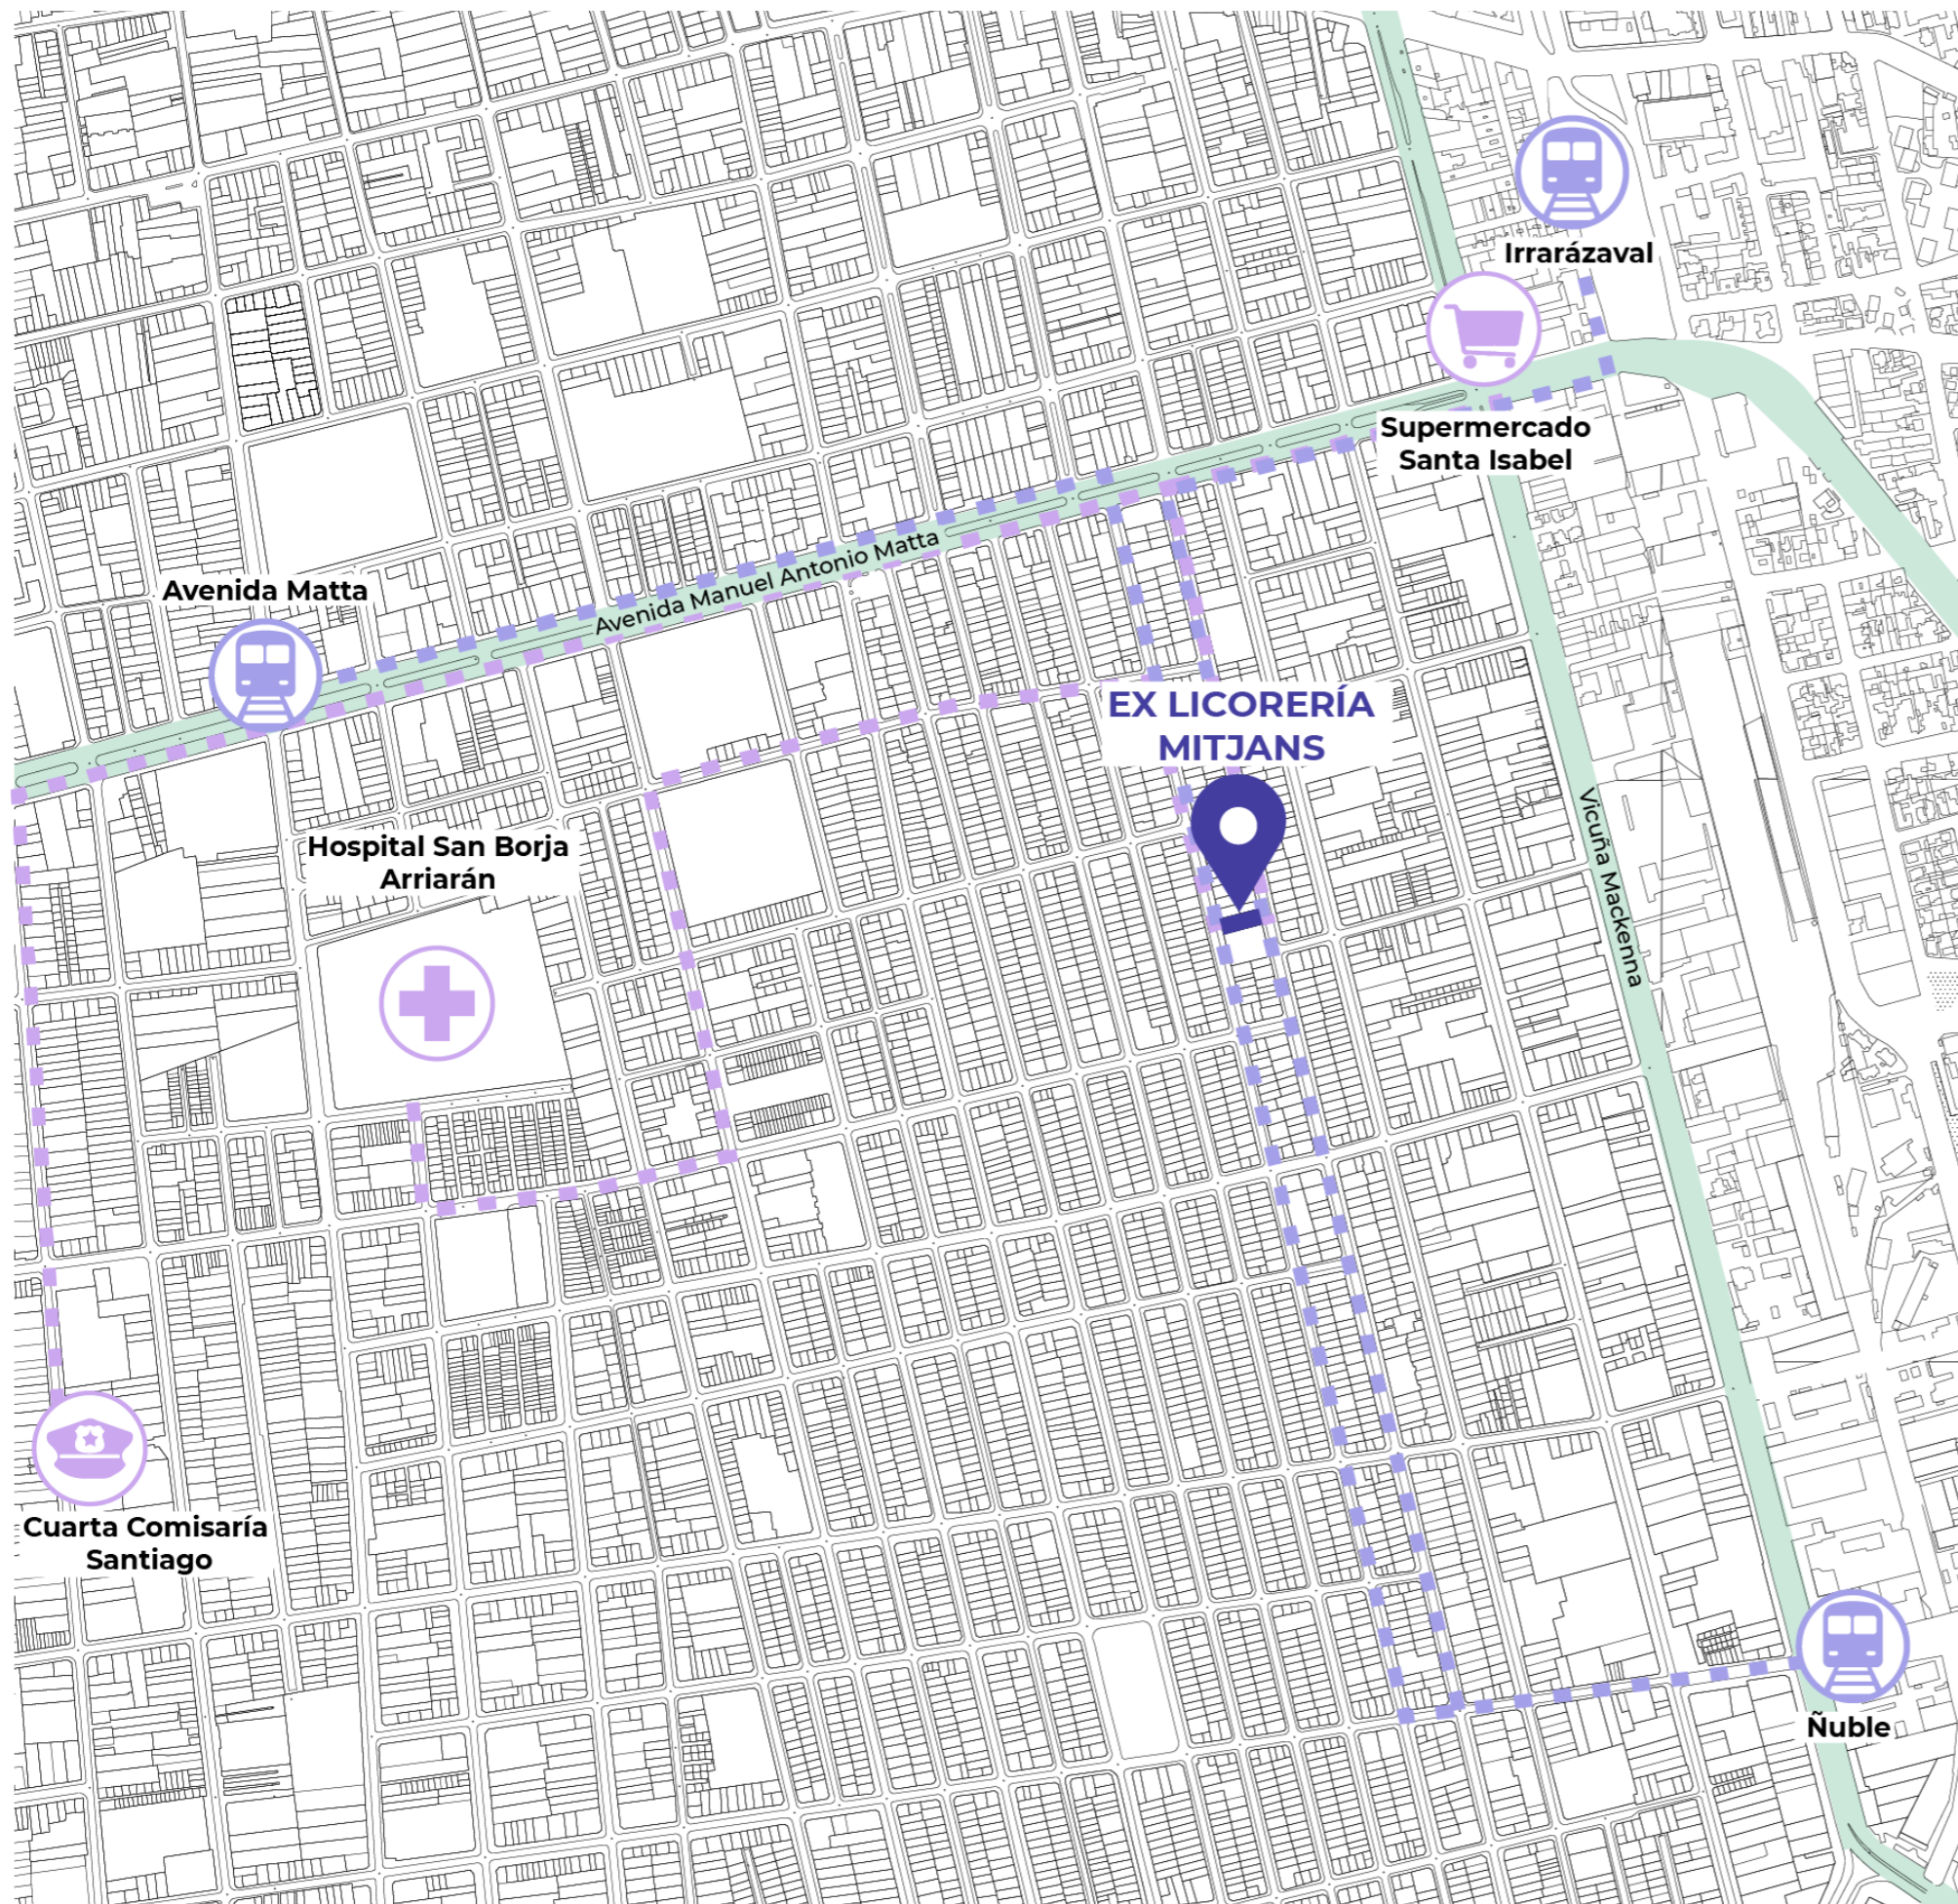 Irrarázaval
Supermercado
Santa Isabel
Avenida Manuel Antonio Matta
Avenida Matta
EX LICORERÍA
MITJANS
Hospital San Borja
Arriarán
Vicuña Mackenna
Cuarta Comisaría
Santiago
Ñuble